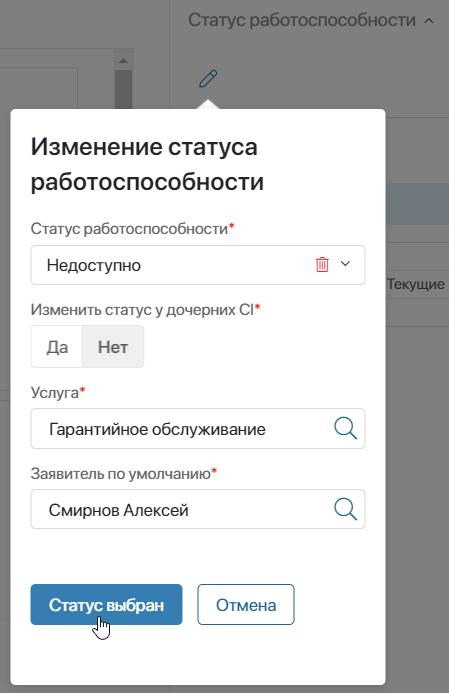 Статус работоспособности
Изменение статуса
работоспособности
Статус работоспособности*
Недоступно
Текущие
Изменить статус у дочерних CI*
Да
Нет
Услуга*
Гарантийное обслуживание
Заявитель по умолчанию*
Смирнов Алексей
Статус выбран
Отмена